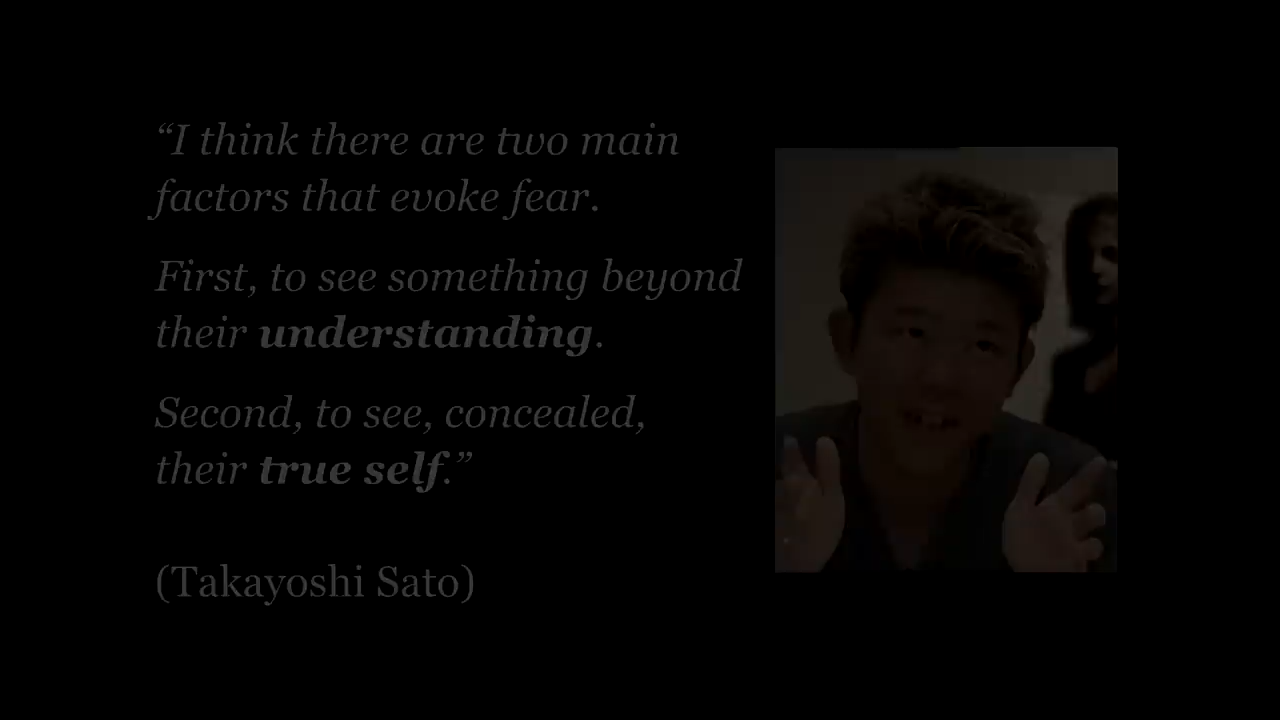 “I think there are two main
factors that evoke fear.
First, to see something beyond
their understanding.
Second, to see, concealed,
their true self.”
(Takayoshi Sato)